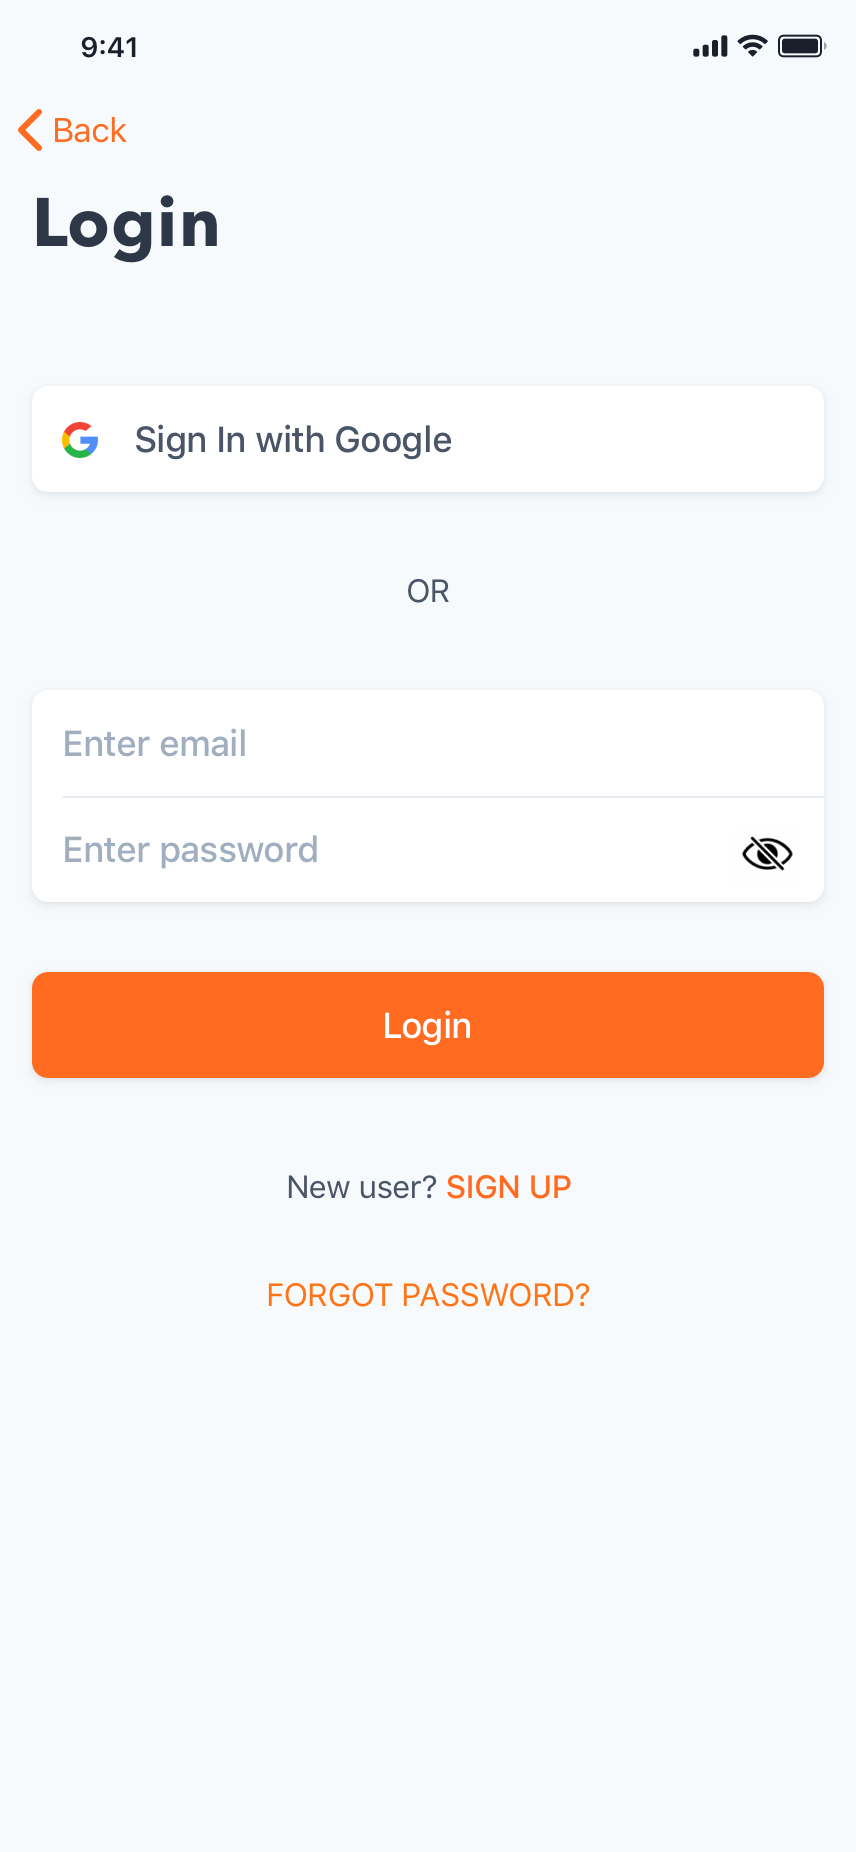 9:41
Back
Login
Sign In with Google
OR
Enter email
Enter password
Login
New user? SIGN UP
FORGOT PASSWORD?